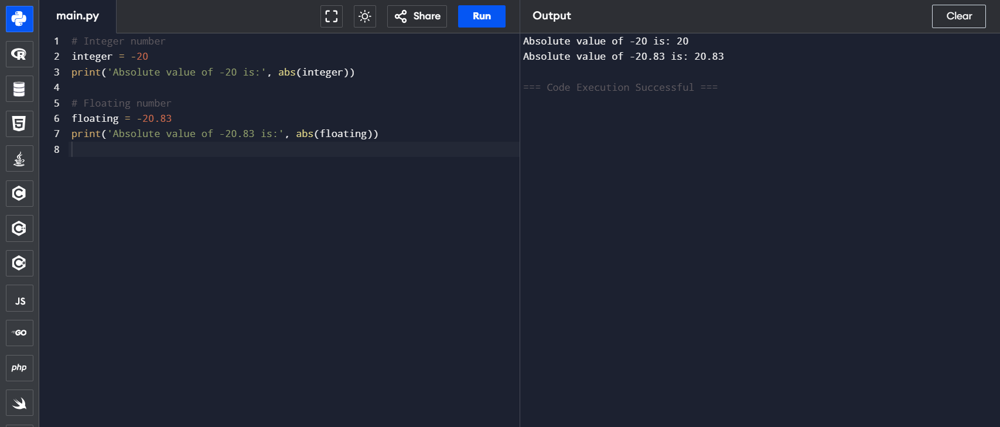 main.py
Share
Run
Output
Clear
1 # Integer number
2 integer = -20
3 print('Absolute value of -20 is:', abs(integer))
4
5 # Floating number
6 floating = -20.83
7 print('Absolute value of -20.83 is:', abs(floating))
8
Absolute value of -20 is: 20
Absolute value of -20.83 is: 20.83
=== Code Execution Successful ===
R
5
C
C
C
JS
GO
php